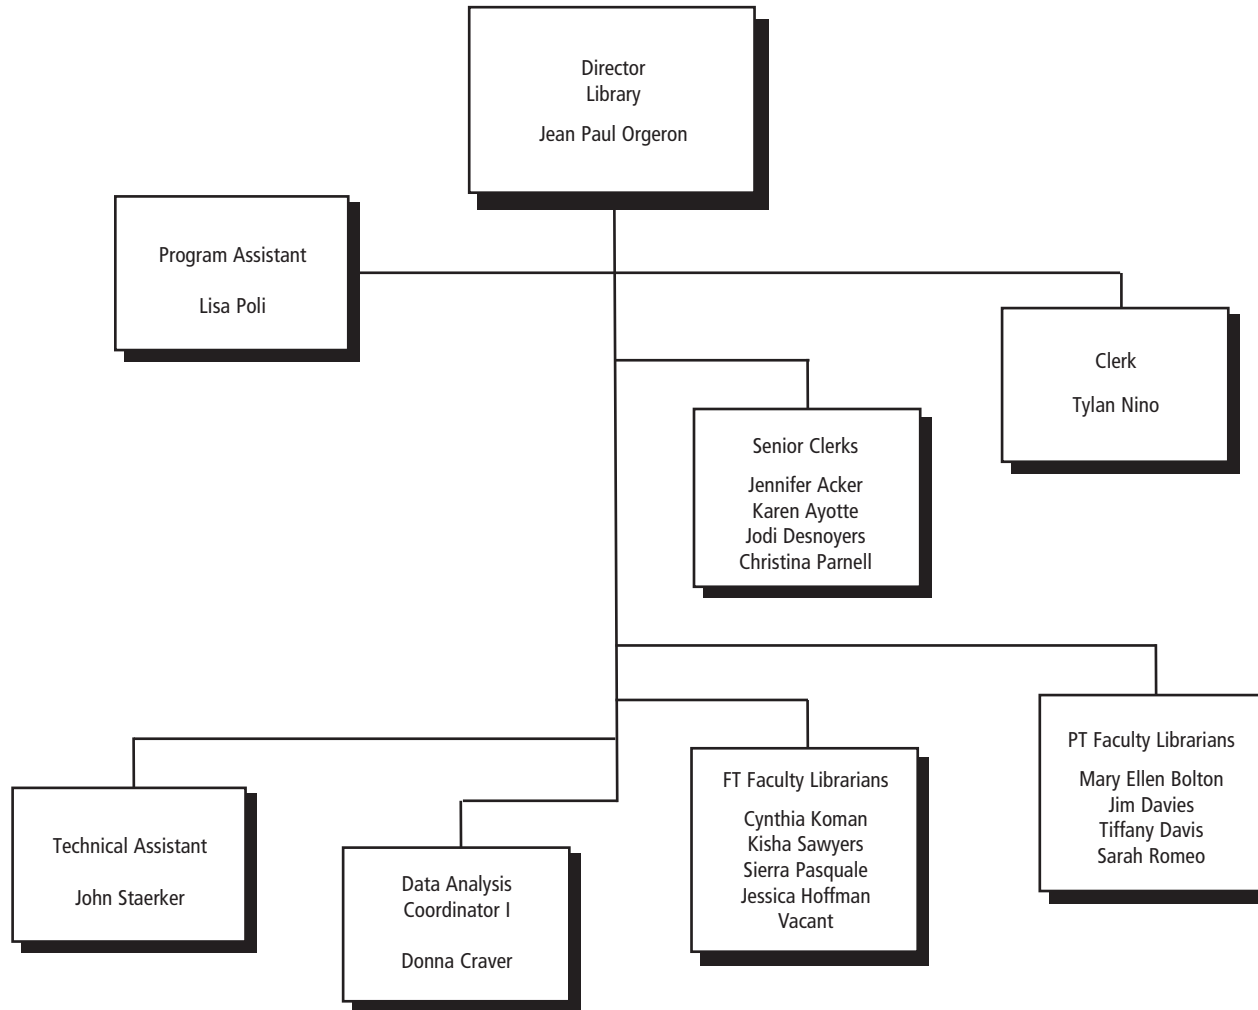 Director
Library
Jean Paul Orgeron
Program Assistant
Lisa Poli
Clerk
Tylan Nino
Senior Clerks
Jennifer Acker
Karen Ayotte
Jodi Desnoyers
Christina Parnell
PT Faculty Librarians
Mary Ellen Bolton
Jim Davies
Tiffany Davis
Sarah Romeo
FT Faculty Librarians
Cynthia Koman
Kisha Sawyers
Sierra Pasquale
Jessica Hoffman
Vacant
Technical Assistant
John Staerker
Data Analysis
Coordinator I
Donna Craver